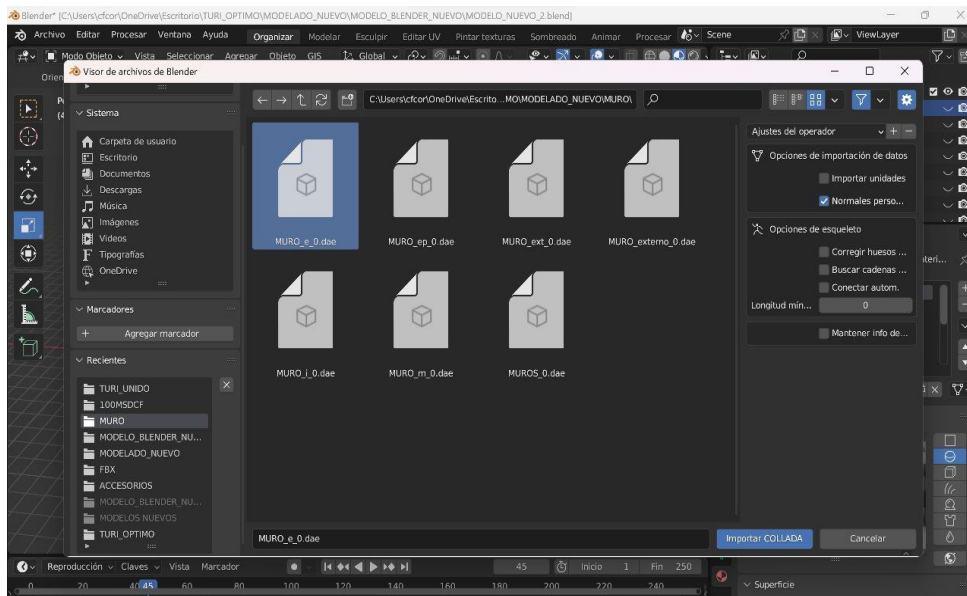 Blender* [C:\Users\cfcor\OneDrive\Escritorio\TURI_OPTIMO\MODELADO_NUEVO\MODELO_BLENDER_NUEVO\MODELO_NUEVO_2.blend]
Archivo Editar Procesar Ventana Ayuda Organizar Modelar Esculpir Editar UV Pintar texturas Sombreado Animar Procesar Scene ViewLayer
Modo Objeto Vista Seleccionar Agregar Objeto GIS Global
Orien
Visor de archivos de Blender
C:\Users\cfcor\OneDrive\Escrito...MO\MODELADO_NUEVO\MURO\
Sistema
Carpeta de usuario
Escritorio
Documentos
Descargas
Música
Imágenes
Videos
Tipografías
OneDrive
Marcadores
+ Agregar marcador
Recientes
TURI_UNIDO
100MSDCF
MURO
MODELO_BLENDER_NU...
MODELADO_NUEVO
FBX
ACCESORIOS
MODELO_BLENDER_NU...
MODELOS NUEVOS
TURI_OPTIMO
MURO_e_0.dae MURO_ep_0.dae MURO_ext_0.dae MURO_externo_0.dae
MURO_i_0.dae MURO_m_0.dae MUROS_0.dae
Ajustes del operador
Opciones de importación de datos
Importar unidades
Normales perso...
Opciones de esqueleto
Corregir huesos ...
Buscar cadenas ...
Conectar autom.
Longitud mín... 0
Mantener info de...
MURO_e_0.dae Importar COLLADA Cancelar
Reproducción Claves Vista Marcador 45 Inicio 1 Fin 250
0 20 40 45 60 80 100 120 140 160 180 200 220 240
Superficie